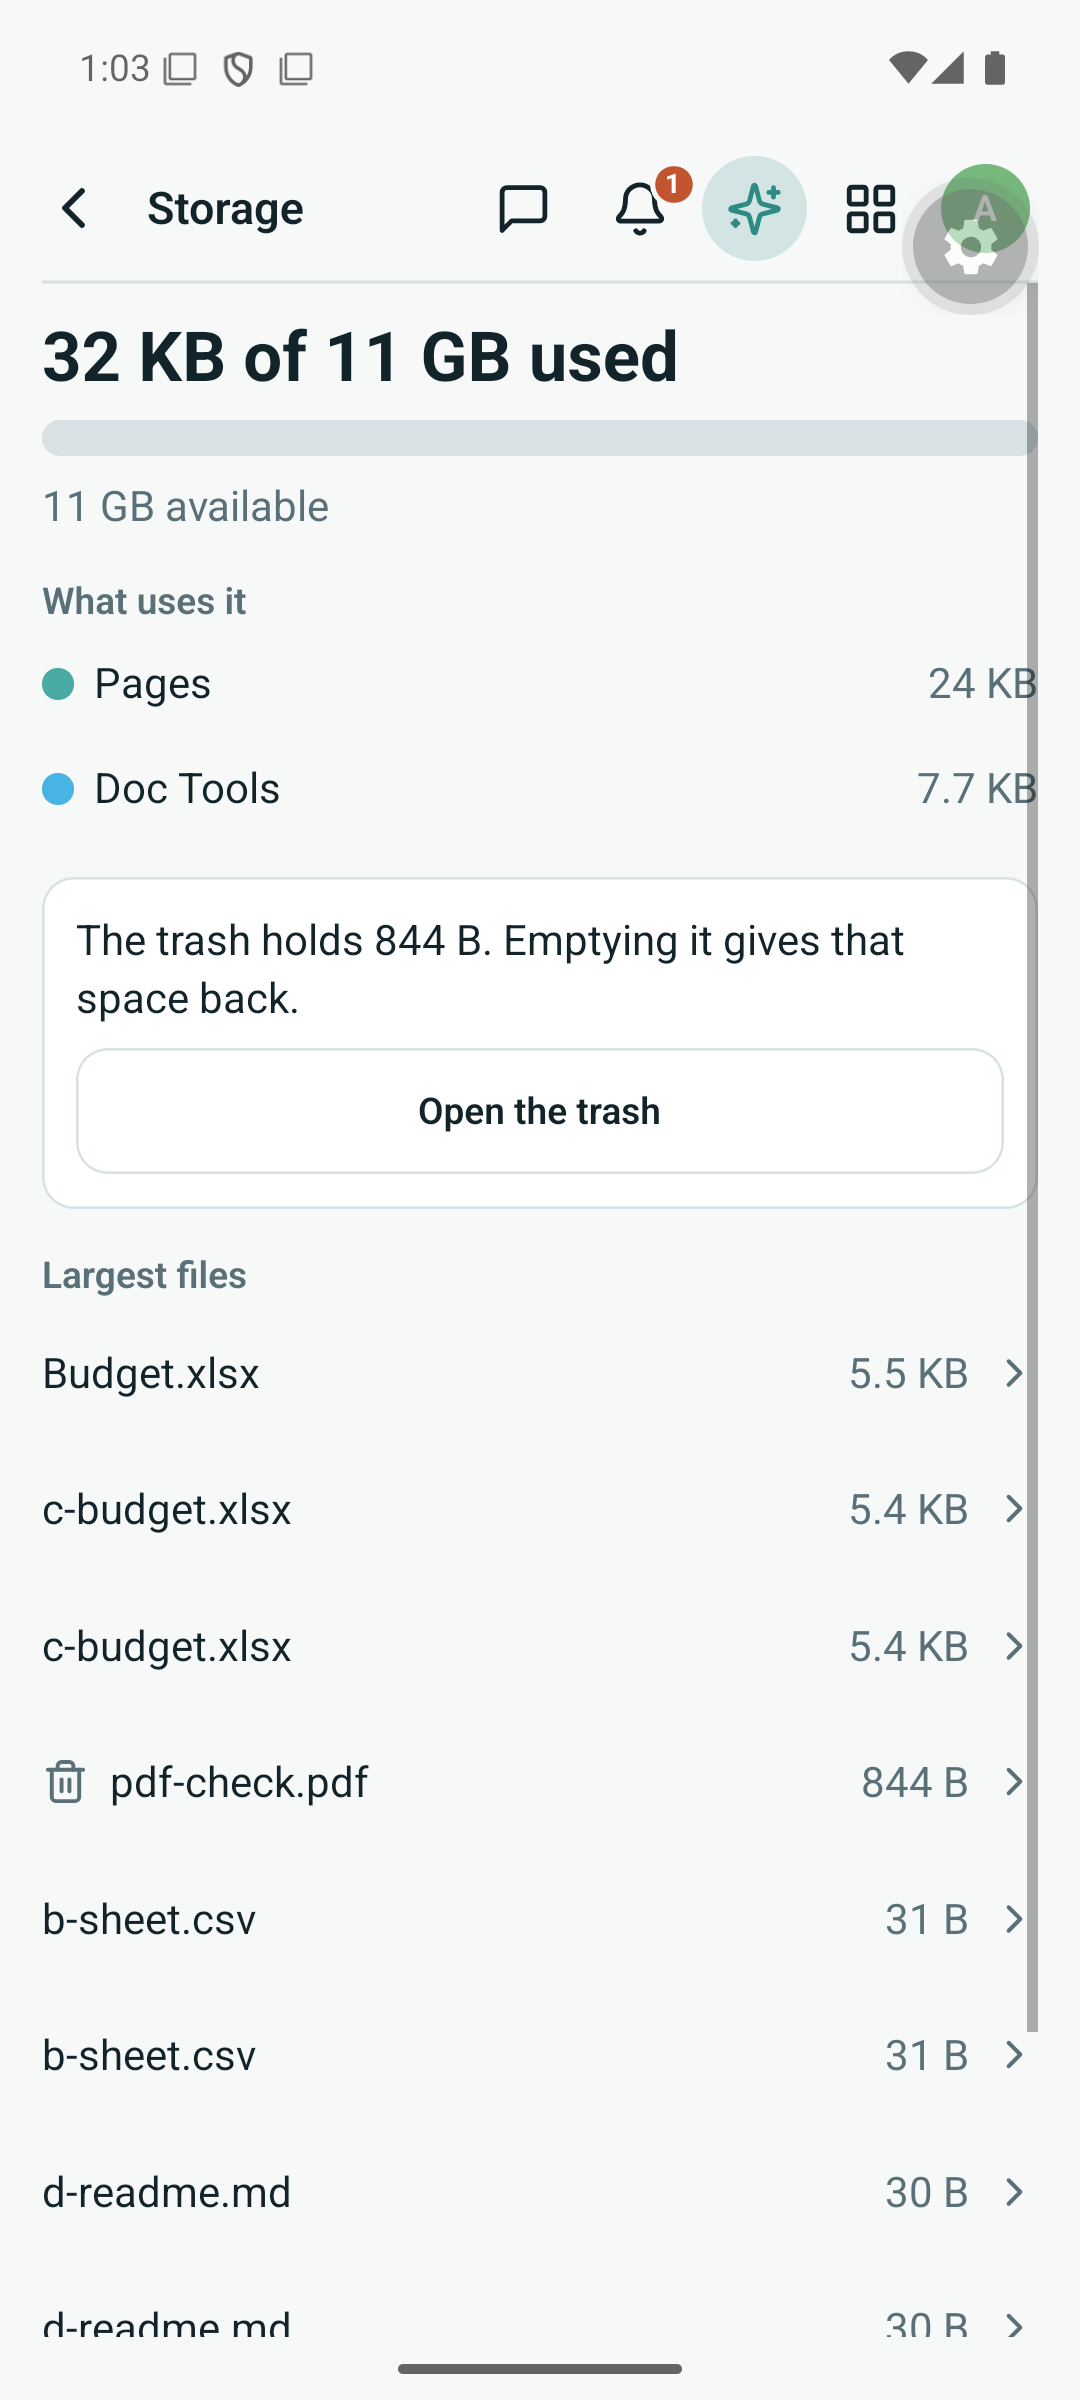 1:03
Storage
1
A
32 KB of 11 GB used
11 GB available
What uses it
Pages 24 KB
Doc Tools 7.7 KB
The trash holds 844 B. Emptying it gives that
space back.
Open the trash
Largest files
Budget.xlsx 5.5 KB
c-budget.xlsx 5.4 KB
c-budget.xlsx 5.4 KB
pdf-check.pdf 844 B
b-sheet.csv 31 B
b-sheet.csv 31 B
d-readme.md 30 B
d-readme.md 30 B